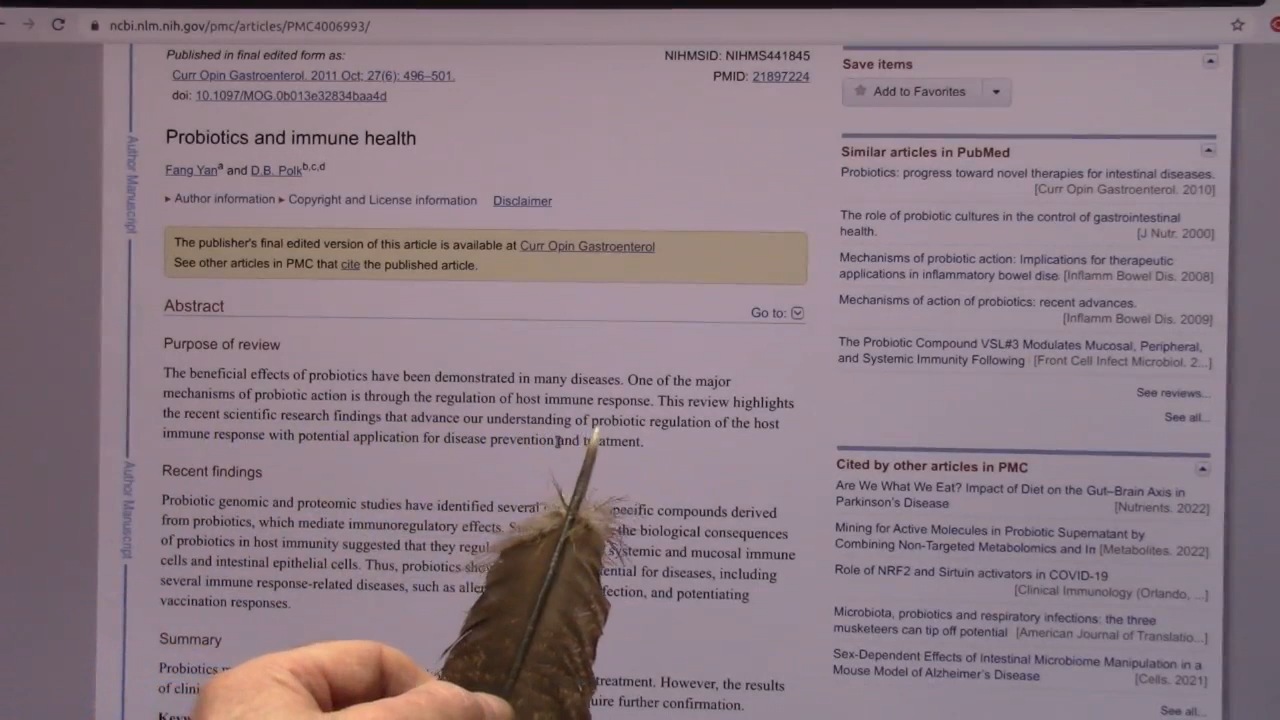 ncbi.nlm.nih.gov/pmc/articles/PMC4006993/
Published in final edited form as:
Curr Opin Gastroenterol. 2011 Oct; 27(6): 496–501.
doi: 10.1097/MOG.0b013e32834baa4d
NIHMSID: NIHMS441845
PMID: 21897224
Author Manuscript
Probiotics and immune health
Fang Yana and D.B. Polkb,c,d
▸ Author information ▸ Copyright and License information Disclaimer
The publisher's final edited version of this article is available at Curr Opin Gastroenterol
See other articles in PMC that cite the published article.
Abstract
Go to:
Purpose of review
The beneficial effects of probiotics have been demonstrated in many diseases. One of the major
mechanisms of probiotic action is through the regulation of host immune response. This review highlights
the recent scientific research findings that advance our understanding of probiotic regulation of the host
immune response with potential application for disease prevention and treatment.
Author Manuscript
Recent findings
Probiotic genomic and proteomic studies have identified several pecific compounds derived
from probiotics, which mediate immunoregulatory effects. the biological consequences
of probiotics in host immunity suggested that they regul systemic and mucosal immune
cells and intestinal epithelial cells. Thus, probiotics sho ential for diseases, including
several immune response-related diseases, such as aller fection, and potentiating
vaccination responses.
Summary
Probiotics treatment. However, the results
of clini uire further confirmation.
Save items
Add to Favorites
Similar articles in PubMed
Probiotics: progress toward novel therapies for intestinal diseases.
[Curr Opin Gastroenterol. 2010]
The role of probiotic cultures in the control of gastrointestinal
health. [J Nutr. 2000]
Mechanisms of probiotic action: Implications for therapeutic
applications in inflammatory bowel dise [Inflamm Bowel Dis. 2008]
Mechanisms of action of probiotics: recent advances.
[Inflamm Bowel Dis. 2009]
The Probiotic Compound VSL#3 Modulates Mucosal, Peripheral,
and Systemic Immunity Following [Front Cell Infect Microbiol. 2...]
See reviews...
See all...
Cited by other articles in PMC
Are We What We Eat? Impact of Diet on the Gut–Brain Axis in
Parkinson's Disease [Nutrients. 2022]
Mining for Active Molecules in Probiotic Supernatant by
Combining Non-Targeted Metabolomics and In [Metabolites. 2022]
Role of NRF2 and Sirtuin activators in COVID-19
[Clinical Immunology (Orlando, ...]
Microbiota, probiotics and respiratory infections: the three
musketeers can tip off potential [American Journal of Translatio...]
Sex-Dependent Effects of Intestinal Microbiome Manipulation in a
Mouse Model of Alzheimer's Disease [Cells. 2021]
See all...